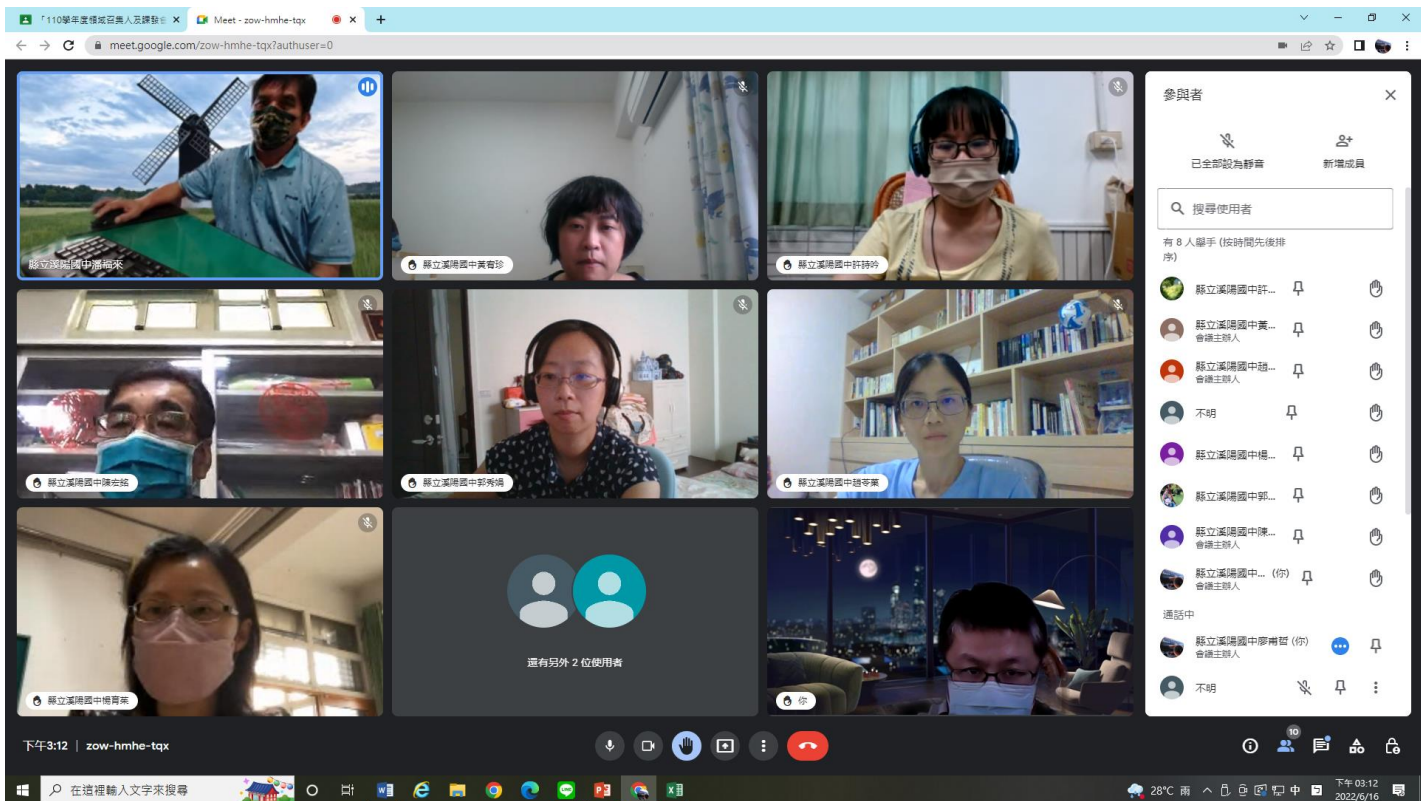 「110學年度領域召集人及課發
Meet - zow-hmhe-tqx
meet.google.com/zow-hmhe-tqx?authuser=0
縣立溪陽國中潘福來
縣立溪陽國中黃宥珍
縣立溪陽國中許詩吟
縣立溪陽國中陳宏銘
縣立溪陽國中郭秀娟
縣立溪陽國中趙苓蘭
縣立溪陽國中楊育茱
還有另外 2 位使用者
你
參與者
已全部設為靜音
新增成員
搜尋使用者
有 8 人舉手 (按時間先後排
序)
縣立溪陽國中許...
縣立溪陽國中黃...
會議主辦人
縣立溪陽國中趙...
會議主辦人
不明
縣立溪陽國中楊...
縣立溪陽國中郭...
縣立溪陽國中陳...
會議主辦人
縣立溪陽國中... (你)
會議主辦人
通話中
縣立溪陽國中廖甫哲 (你)
會議主辦人
不明
下午3:12 | zow-hmhe-tqx
10
在這裡輸入文字來搜尋
28°C 雨
中
下午 03:12
2022/6/16